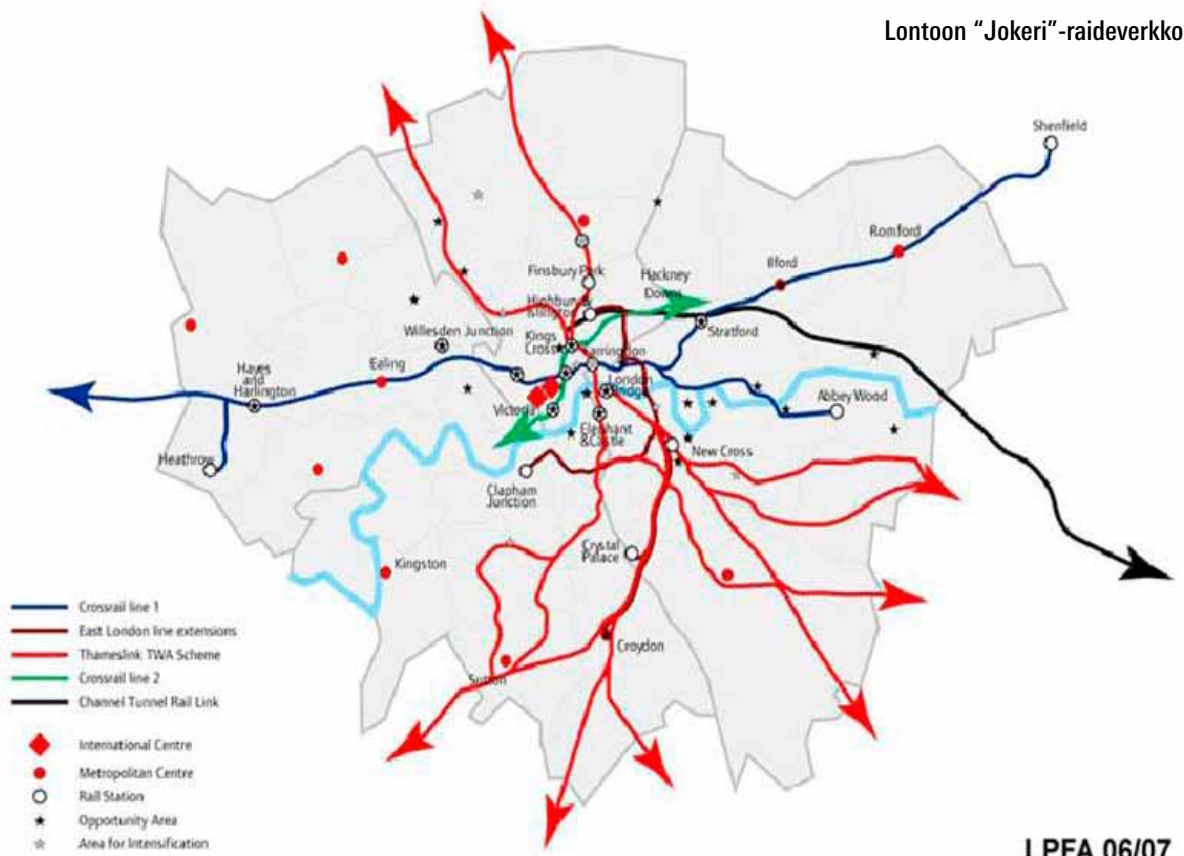 Lontoon “Jokeri”-raideverkko
Shenfield
Romford
Ilford
Hackney
Downs
Finsbury Park
Highbury &
Islington
Stratford
Willesden Junction
Kings
Cross
Ealing
Hayes
and
Harlington
London
Bridge
Abbey Wood
Victoria
Elephant
&Castle
New Cross
Heathrow
Clapham
Junction
Crystal
Palace
Kingston
Croydon
Sutton
Crossrail line 1
East London line extensions
Thameslink TWA Scheme
Crossrail line 2
Channel Tunnel Rail Link
International Centre
Metropolitan Centre
Rail Station
Opportunity Area
Area for Intensification
LPFA 06/07